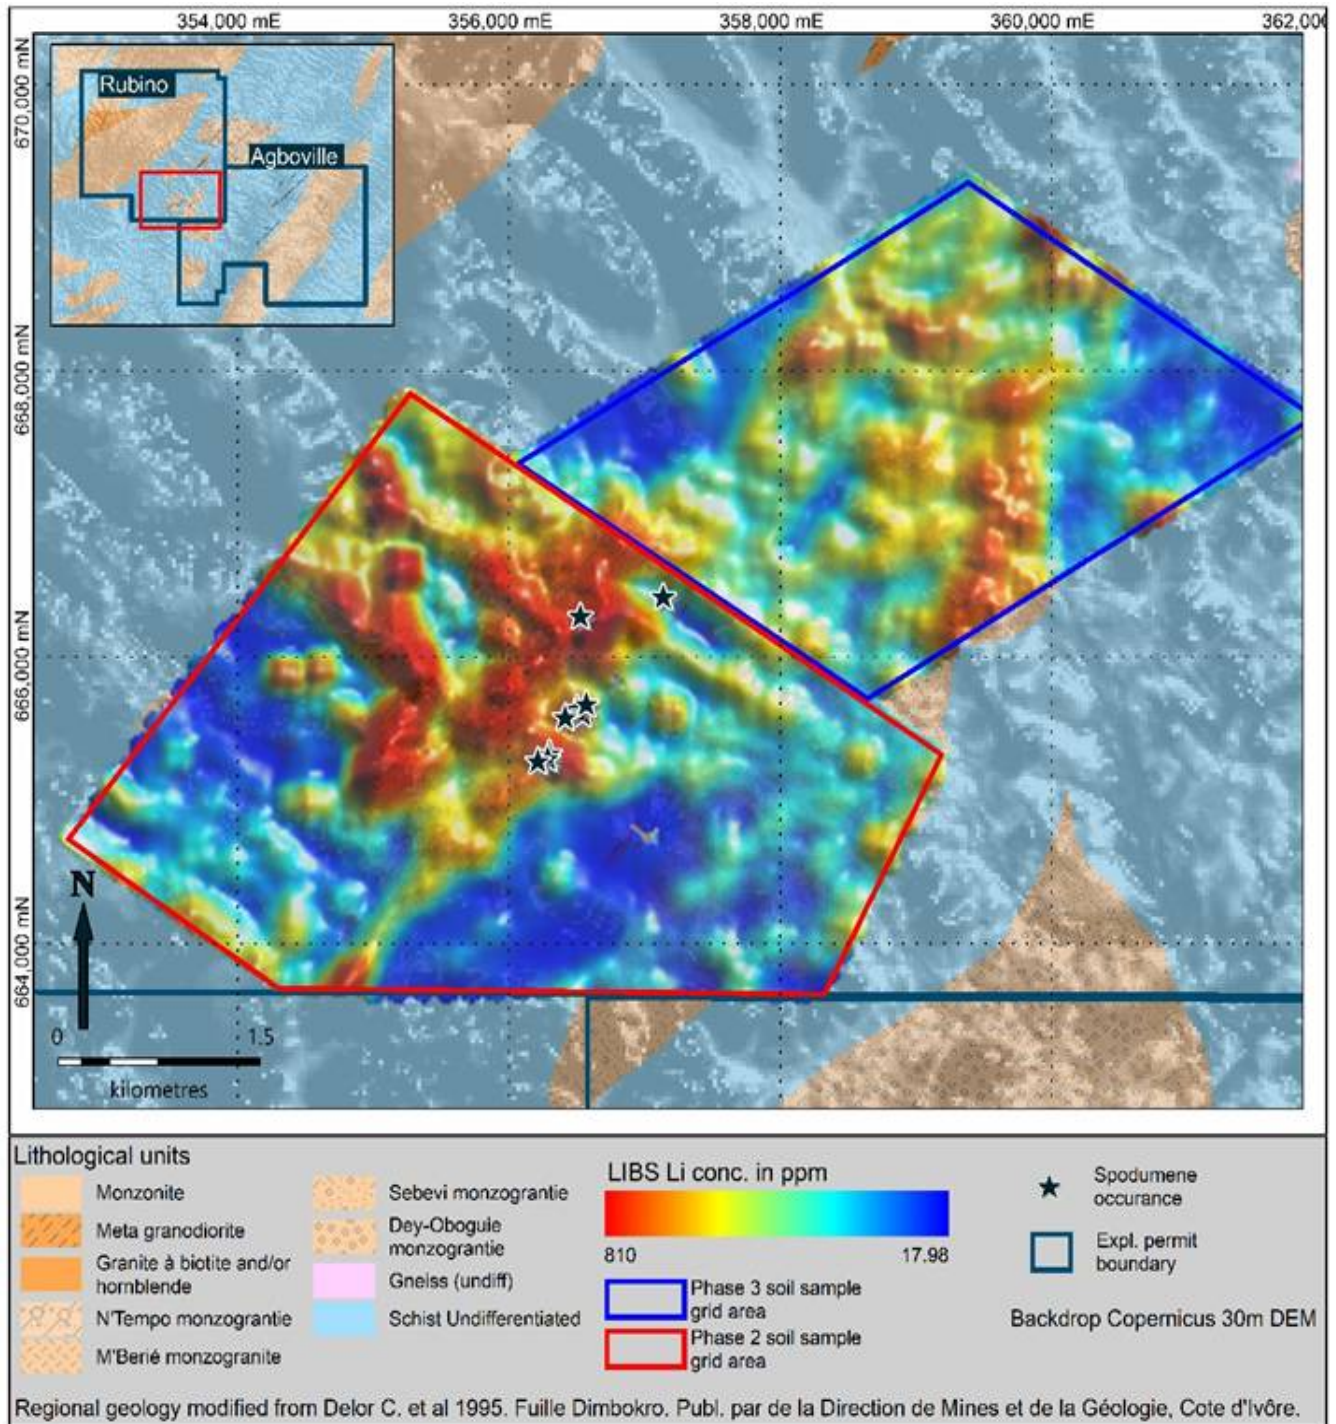 354,000 mE
356,000 mE
358,000 mE
360,000 mE
362,00
670,000 mN
668,000 mN
666,000 mN
664,000 mN
Rubino
Agboville
N
0
1.5
kilometres
Lithological units
Monzonite
Meta granodiorite
Granite à biotite and/or
hornblende
N'Tempo monzograntie
M'Berié monzogranite
Sebevi monzograntie
Dey-Oboguie
monzograntie
Gneiss (undiff)
Schist Undifferentiated
LIBS Li conc. in ppm
810
17.98
Phase 3 soil sample
grid area
Phase 2 soil sample
grid area
Spodumene
occurance
Expl. permit
boundary
Backdrop Copernicus 30m DEM
Regional geology modified from Delor C. et al 1995. Fuille Dimbokro. Publ. par de la Direction de Mines et de la Géologie, Cote d'Ivôre.